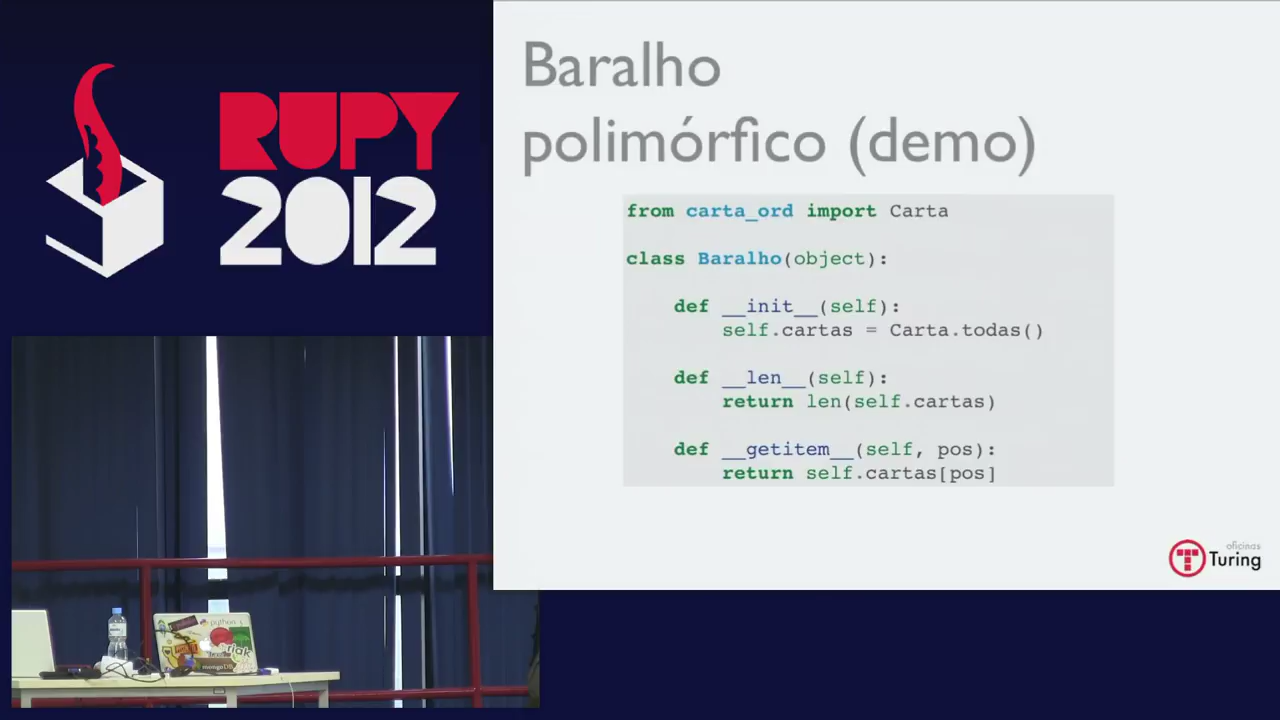 RUPY
2012
Baralho
polimórfico (demo)
from carta_ord import Carta
class Baralho(object):
def __init__(self):
self.cartas = Carta.todas()
def __len__(self):
return len(self.cartas)
def __getitem__(self, pos):
return self.cartas[pos]
oficinas
Turing
python